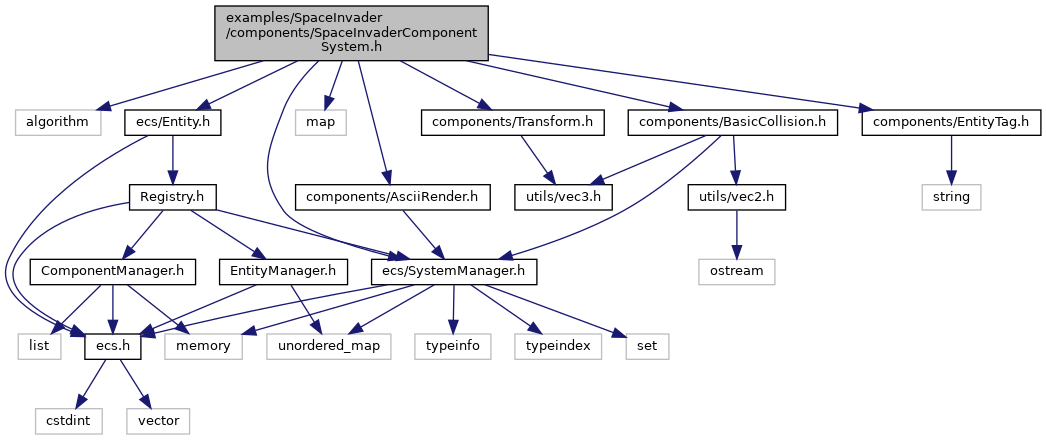 examples/SpaceInvader
/components/SpaceInvaderComponent
System.h
algorithm
ecs/Entity.h
map
components/Transform.h
components/BasicCollision.h
components/EntityTag.h
Registry.h
components/AsciiRender.h
utils/vec3.h
utils/vec2.h
string
ComponentManager.h
EntityManager.h
ecs/SystemManager.h
ostream
list
ecs.h
memory
unordered_map
typeinfo
typeindex
set
cstdint
vector